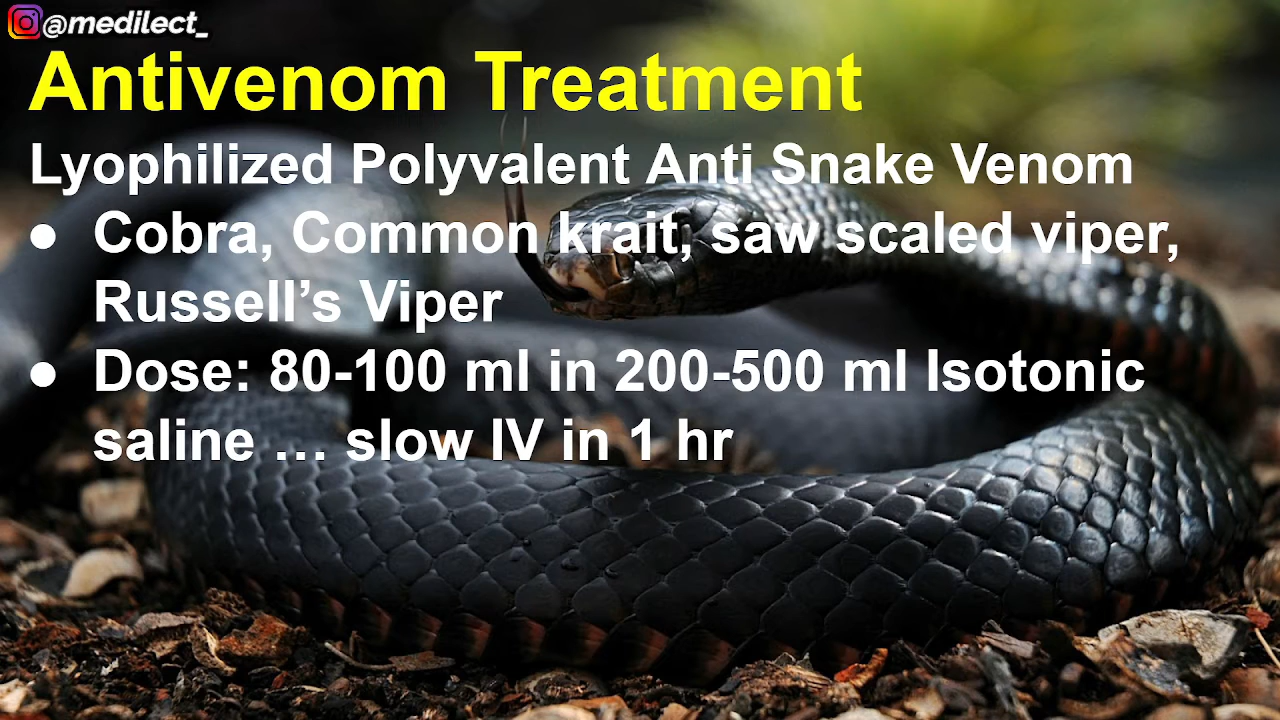 @medilect_
Antivenom Treatment
Lyophilized Polyvalent Anti Snake Venom
● Cobra, Common krait, saw scaled viper,
Russell’s Viper
● Dose: 80-100 ml in 200-500 ml Isotonic
saline … slow IV in 1 hr